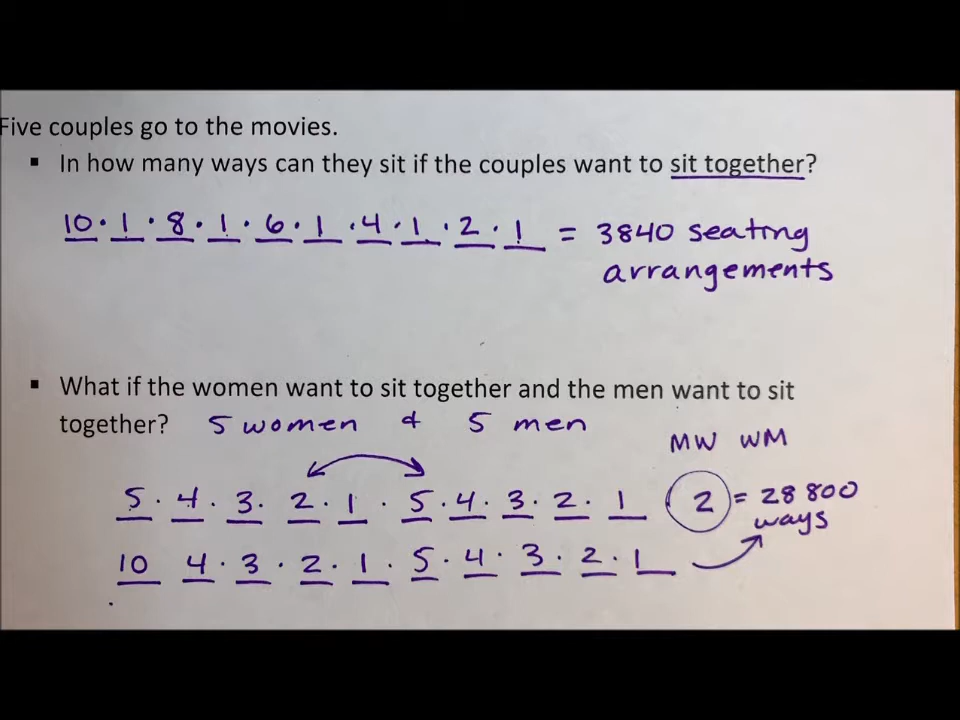 Five couples go to the movies.
▪ In how many ways can they sit if the couples want to sit together?
10 · 1 · 8 · 1 · 6 · 1 · 4 · 1 · 2 · 1 = 3840 seating
arrangements
▪ What if the women want to sit together and the men want to sit
together? 5 women & 5 men
MW WM
5 · 4 · 3 · 2 · 1 · 5 · 4 · 3 · 2 · 1 2 = 28 800
ways
10 4 · 3 · 2 · 1 · 5 · 4 · 3 · 2 · 1